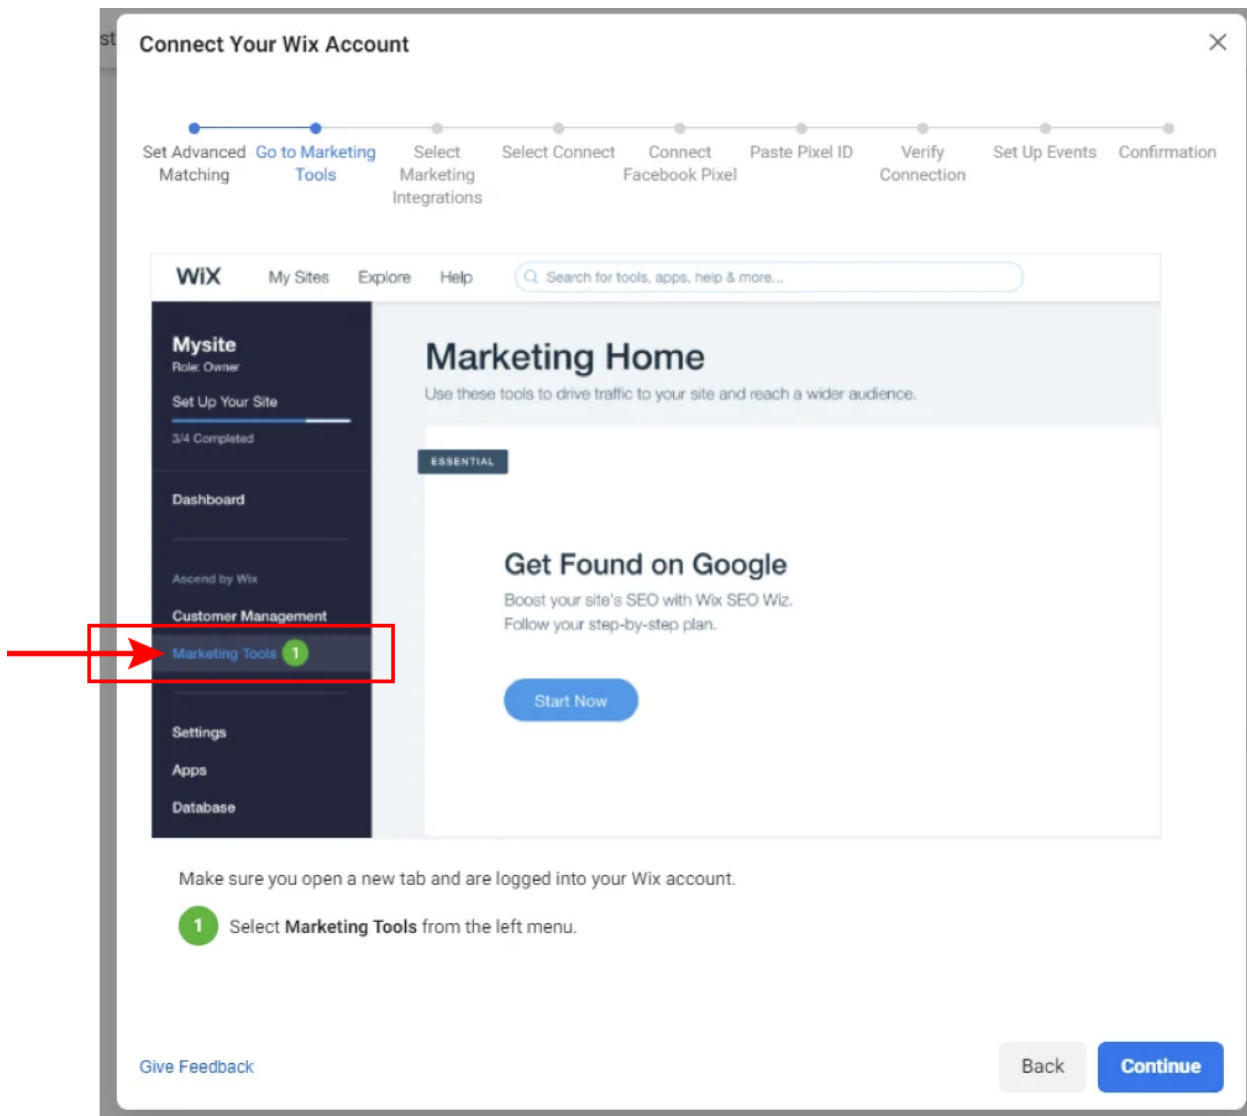 st
Connect Your Wix Account
Set Advanced Matching
Go to Marketing Tools
Select Marketing Integrations
Select Connect
Connect Facebook Pixel
Paste Pixel ID
Verify Connection
Set Up Events
Confirmation
WiX My Sites Explore Help Search for tools, apps, help & more...
Mysite
Role: Owner
Set Up Your Site
3/4 Completed
Dashboard
Ascend by Wix
Customer Management
Marketing Tools 1
Settings
Apps
Database
Marketing Home
Use these tools to drive traffic to your site and reach a wider audience.
ESSENTIAL
Get Found on Google
Boost your site's SEO with Wix SEO Wiz.
Follow your step-by-step plan.
Start Now
Make sure you open a new tab and are logged into your Wix account.
1 Select Marketing Tools from the left menu.
Give Feedback
Back
Continue